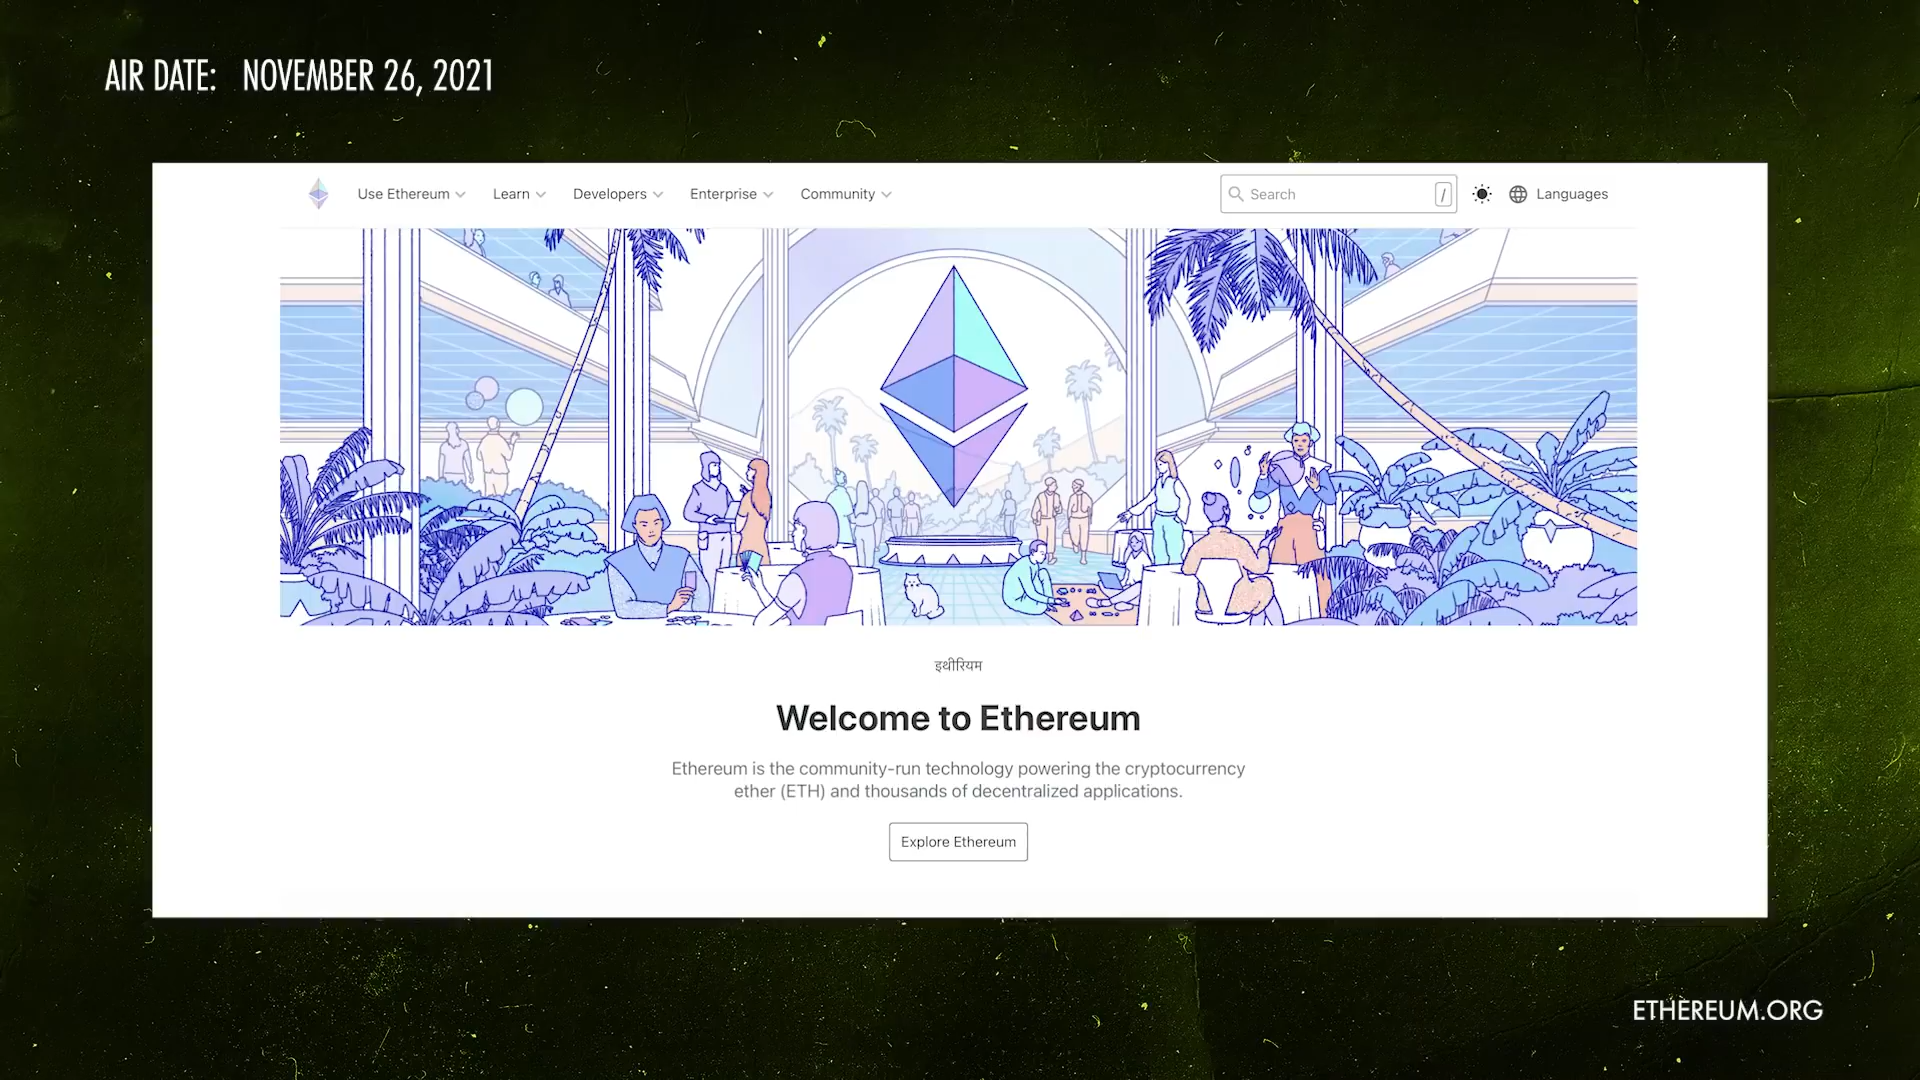 AIR DATE: NOVEMBER 26, 2021
Use Ethereum
Learn
Developers
Enterprise
Community
Search
/
Languages
इथीरियम
Welcome to Ethereum
Ethereum is the community-run technology powering the cryptocurrency
ether (ETH) and thousands of decentralized applications.
Explore Ethereum
ETHEREUM.ORG